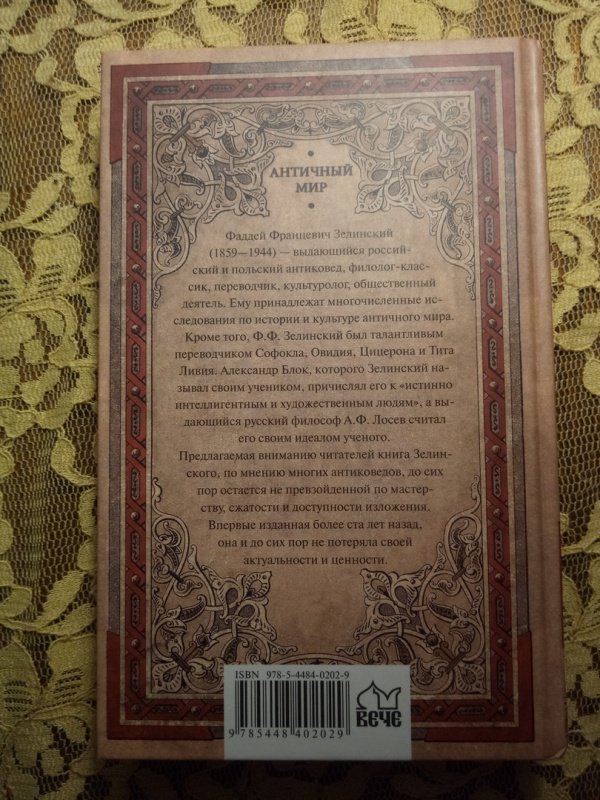 АНТИЧНЫЙ
МИР
Фаддей Францевич Зелинский
(1859—1944) — выдающийся россий-
ский и польский антиковед, филолог-клас-
сик, переводчик, культуролог, общественный
деятель. Ему принадлежат многочисленные ис-
следования по истории и культуре античного мира.
Кроме того, Ф.Ф. Зелинский был талантливым
переводчиком Софокла, Овидия, Цицерона и Тита
Ливия. Александр Блок, которого Зелинский на-
зывал своим учеником, причислял его к «истинно
интеллигентным и художественным людям», а вы-
дающийся русский философ А.Ф. Лосев считал
его своим идеалом ученого.
Предлагаемая вниманию читателей книга Зелин-
ского, по мнению многих антиковедов, до сих
пор остается не превзойденной по мастер-
ству, сжатости и доступности изложения.
Впервые изданная более ста лет назад,
она и до сих пор не потеряла своей
актуальности и ценности.
ISBN 978-5-4484-0202-9
9 785448 402029
ВЕЧЕ